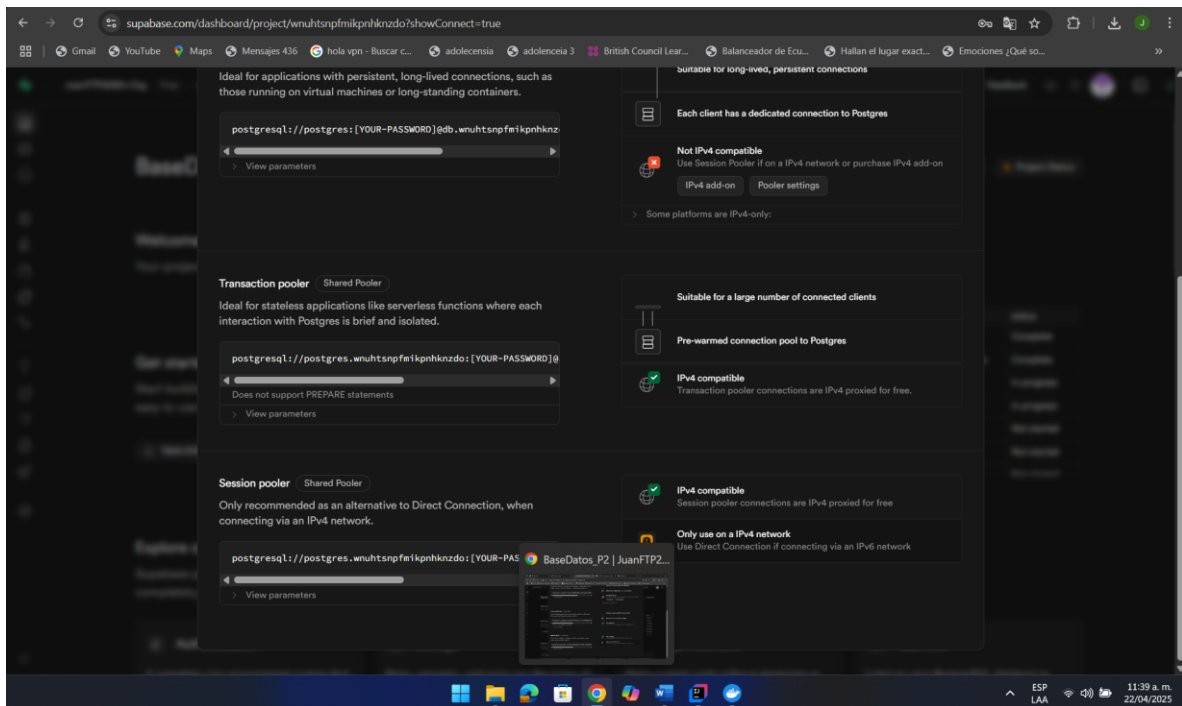 supabase.com/dashboard/project/wnuhtsnpfmikpnhknzdo?showConnect=true
Gmail YouTube Maps Mensajes 436 hola vpn - Buscar c... adolecensia adolenceia 3 British Council Lear... Balanceador de Ecu... Hallan el lugar exact... Emociones ¿Qué so... »
Ideal for applications with persistent, long-lived connections, such as
those running on virtual machines or long-standing containers.
postgresql://postgres:[YOUR-PASSWORD]@db.wnuhtsnpfmikpnhknz
View parameters
Suitable for long-lived, persistent connections
Each client has a dedicated connection to Postgres
Not IPv4 compatible
Use Session Pooler if on a IPv4 network or purchase IPv4 add-on
IPv4 add-on Pooler settings
Some platforms are IPv4-only:
Transaction pooler Shared Pooler
Ideal for stateless applications like serverless functions where each
interaction with Postgres is brief and isolated.
postgresql://postgres.wnuhtsnpfmikpnhknzdo:[YOUR-PASSWORD]@
Does not support PREPARE statements
View parameters
Suitable for a large number of connected clients
Pre-warmed connection pool to Postgres
IPv4 compatible
Transaction pooler connections are IPv4 proxied for free.
Session pooler Shared Pooler
Only recommended as an alternative to Direct Connection, when
connecting via an IPv4 network.
postgresql://postgres.wnuhtsnpfmikpnhknzdo:[YOUR-PAS
View parameters
IPv4 compatible
Session pooler connections are IPv4 proxied for free
Only use on a IPv4 network
Use Direct Connection if connecting via an IPv6 network
BaseDatos_P2 | JuanFTP2...
ESP
LAA
11:39 a. m.
22/04/2025